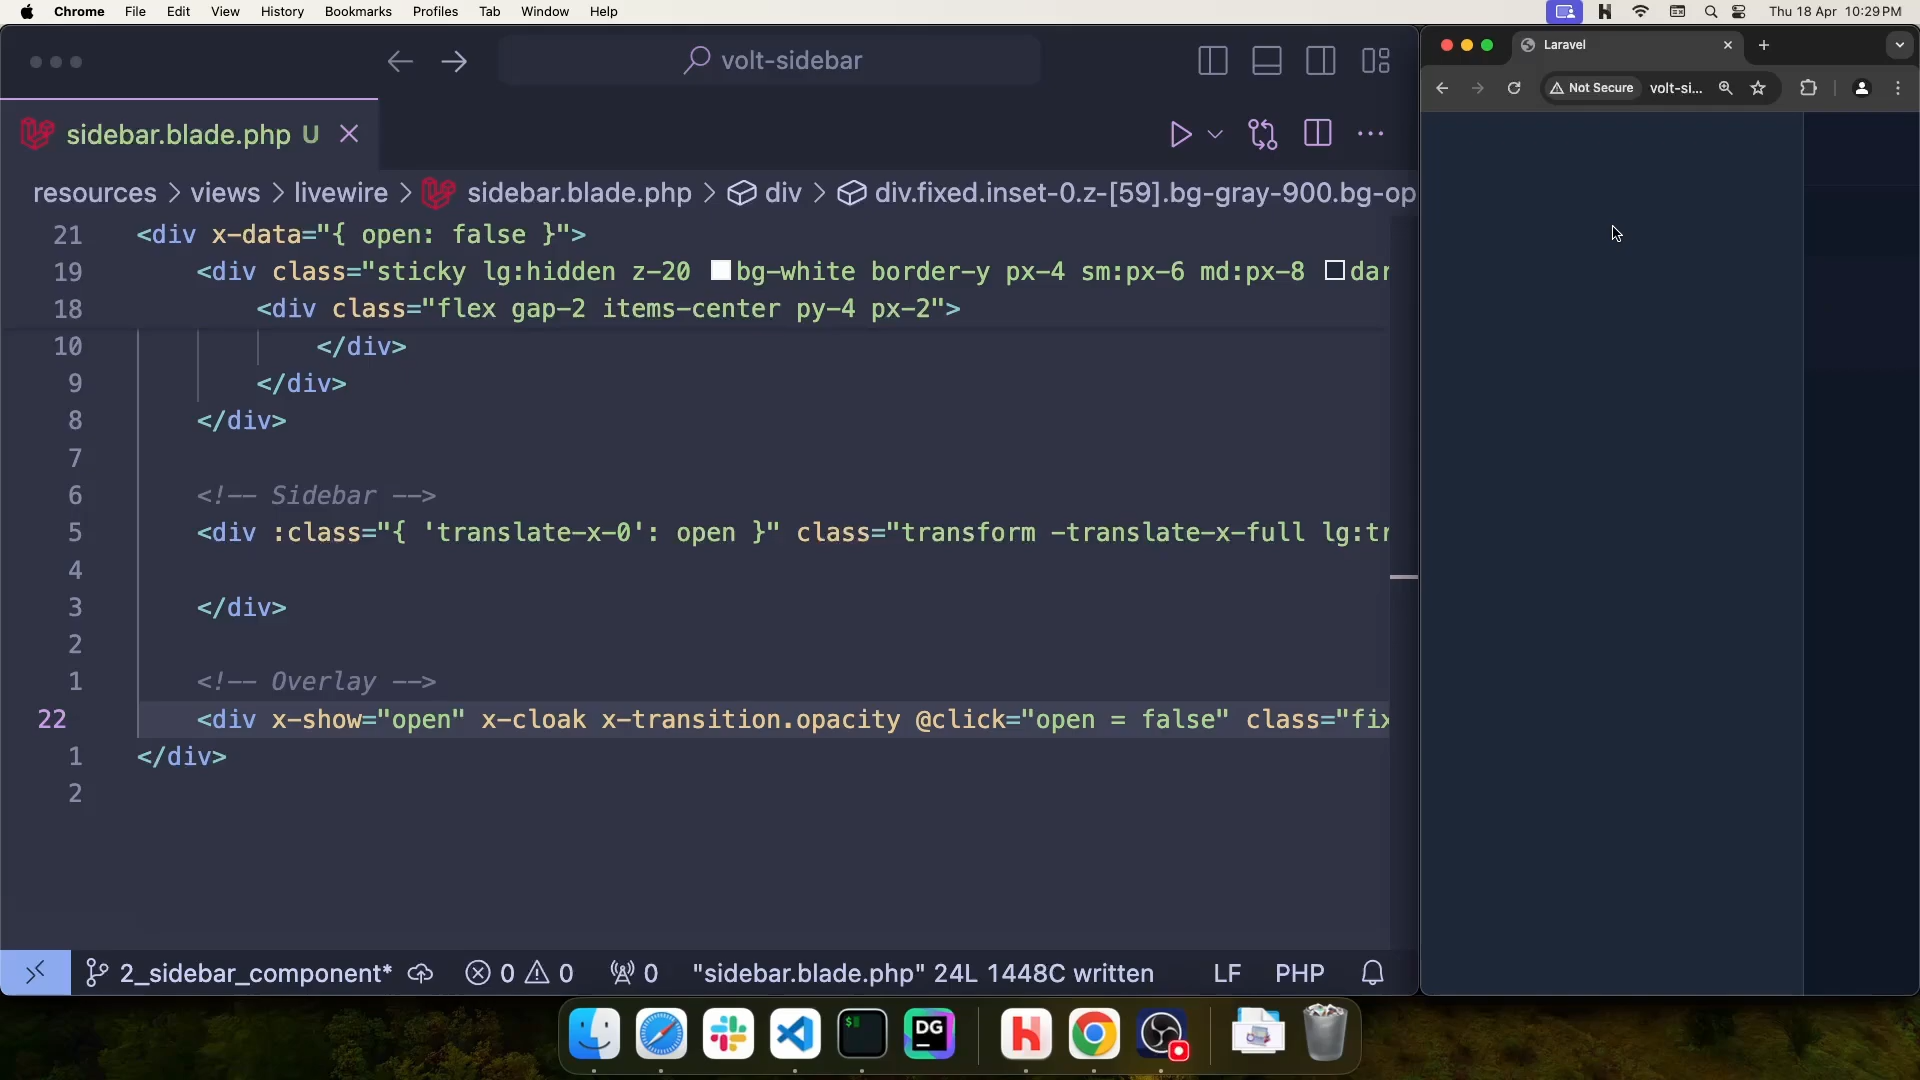 Chrome File Edit View History Bookmarks Profiles Tab Window Help
Thu 18 Apr 10:29 PM
volt-sidebar
Laravel
Not Secure volt-si...
sidebar.blade.php U
resources > views > livewire > sidebar.blade.php > div > div.fixed.inset-0.z-[59].bg-gray-900.bg-op
21 <div x-data="{ open: false }">
19 <div class="sticky lg:hidden z-20 bg-white border-y px-4 sm:px-6 md:px-8 dar
18 <div class="flex gap-2 items-center py-4 px-2">
10 </div>
9 </div>
8 </div>
7
6 <!-- Sidebar -->
5 <div :class="{ 'translate-x-0': open }" class="transform -translate-x-full lg:tr
4
3 </div>
2
1 <!-- Overlay -->
22 <div x-show="open" x-cloak x-transition.opacity @click="open = false" class="fix
1 </div>
2
2_sidebar_component* 0 0 0 "sidebar.blade.php" 24L 1448C written LF PHP
$
DG
h